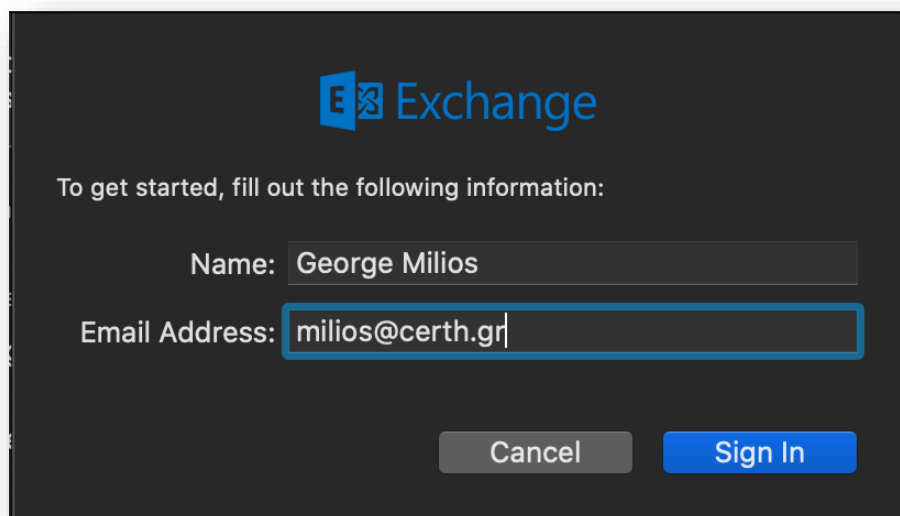 Exchange
To get started, fill out the following information:
Name: George Milios
Email Address: milios@certh.gr
Cancel Sign In